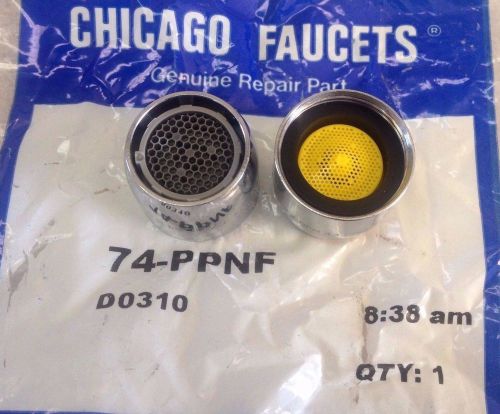 CHICAGO FAUCETS®
Genuine Repair Part
74-PPNF
D0310
8:38 am
QTY: 1